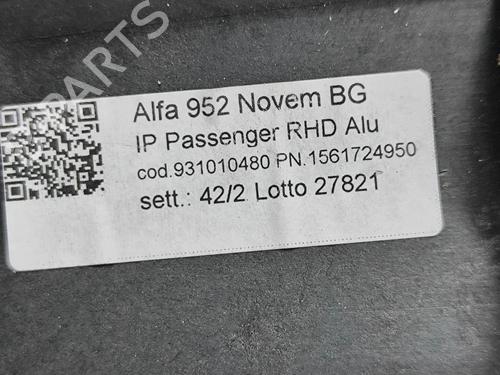 Alfa 952 Novem BG
IP Passenger RHD Alu
cod.931010480 PN.1561724950
sett.: 42/2 Lotto 27821
PARTS